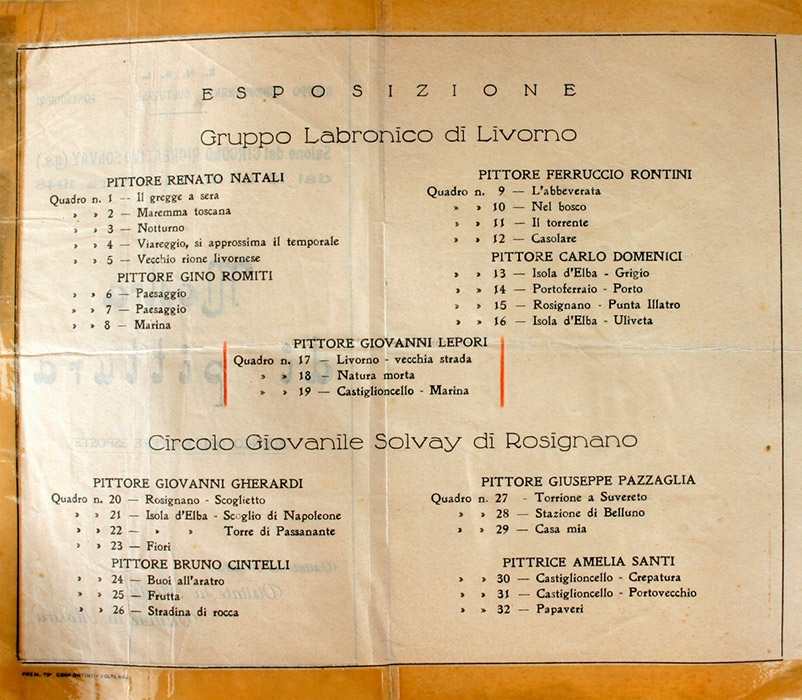 ESPOSIZIONE
Gruppo Labronico di Livorno
PITTORE RENATO NATALI
Quadro n. 1 -- Il gregge a sera
» » 2 — Maremma toscana
» » 3 — Notturno
» » 4 — Viareggio, si approssima il temporale
» » 5 — Vecchio rione livornese
PITTORE GINO ROMITI
» » 6 — Paesaggio
» » 7 — Paesaggio
» » 8 — Marina
PITTORE FERRUCCIO RONTINI
Quadro n. 9 — L'abbeverata
» » 10 — Nel bosco
» » 11 — Il torrente
» » 12 — Casolare
PITTORE CARLO DOMENICI
» » 13 — Isola d'Elba - Grigio
» » 14 — Portoferraio - Porto
» » 15 — Rosignano - Punta Illatro
» » 16 — Isola d'Elba - Uliveta
PITTORE GIOVANNI LEPORI
Quadro n. 17 — Livorno - vecchia strada
» » 18 — Natura morta
» » 19 — Castiglioncello - Marina
Circolo Giovanile Solvay di Rosignano
PITTORE GIOVANNI GHERARDI
Quadro n. 20 — Rosignano - Scoglietto
» » 21 — Isola d'Elba - Scoglio di Napoleone
» » 22 — » » Torre di Passanante
» » 23 — Fiori
PITTORE BRUNO CINTELLI
» » 24 — Buoi all'aratro
» » 25 — Frutta
» » 26 — Stradina di rocca
PITTORE GIUSEPPE PAZZAGLIA
Quadro n. 27 - Torrione a Suvereto
» » 28 — Stazione di Belluno
» » 29 — Casa mia
PITTRICE AMELIA SANTI
» » 30 — Castiglioncello - Crepatura
» » 31 — Castiglioncello - Portovecchio
» » 32 — Papaveri